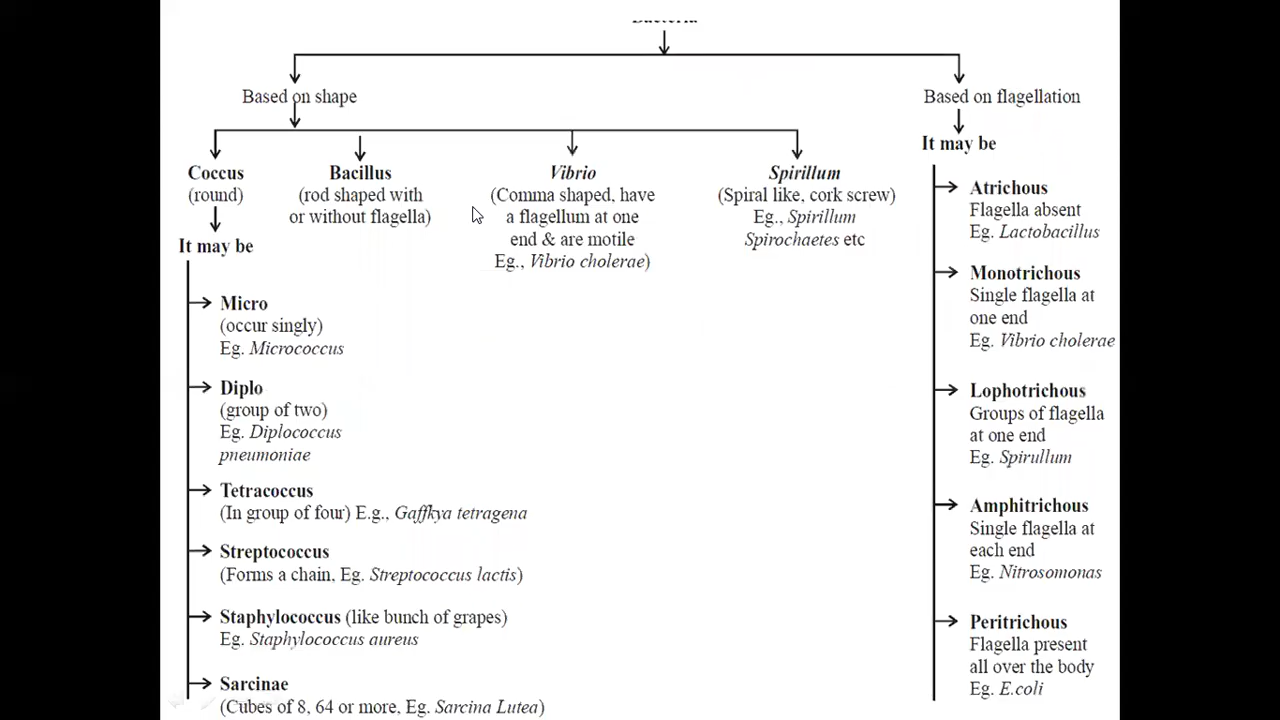 Bacteria
Based on shape
Based on flagellation
It may be
Coccus
(round)
It may be
Bacillus
(rod shaped with
or without flagella)
Vibrio
(Comma shaped, have
a flagellum at one
end & are motile
Eg., Vibrio cholerae)
Spirillum
(Spiral like, cork screw)
Eg., Spirillum
Spirochaetes etc
Micro
(occur singly)
Eg. Micrococcus
Diplo
(group of two)
Eg. Diplococcus
pneumoniae
Tetracoccus
(In group of four) E.g., Gaffkya tetragena
Streptococcus
(Forms a chain, Eg. Streptococcus lactis)
Staphylococcus (like bunch of grapes)
Eg. Staphylococcus aureus
Sarcinae
(Cubes of 8, 64 or more, Eg. Sarcina Lutea)
Atrichous
Flagella absent
Eg. Lactobacillus
Monotrichous
Single flagella at
one end
Eg. Vibrio cholerae
Lophotrichous
Groups of flagella
at one end
Eg. Spirullum
Amphitrichous
Single flagella at
each end
Eg. Nitrosomonas
Peritrichous
Flagella present
all over the body
Eg. E.coli